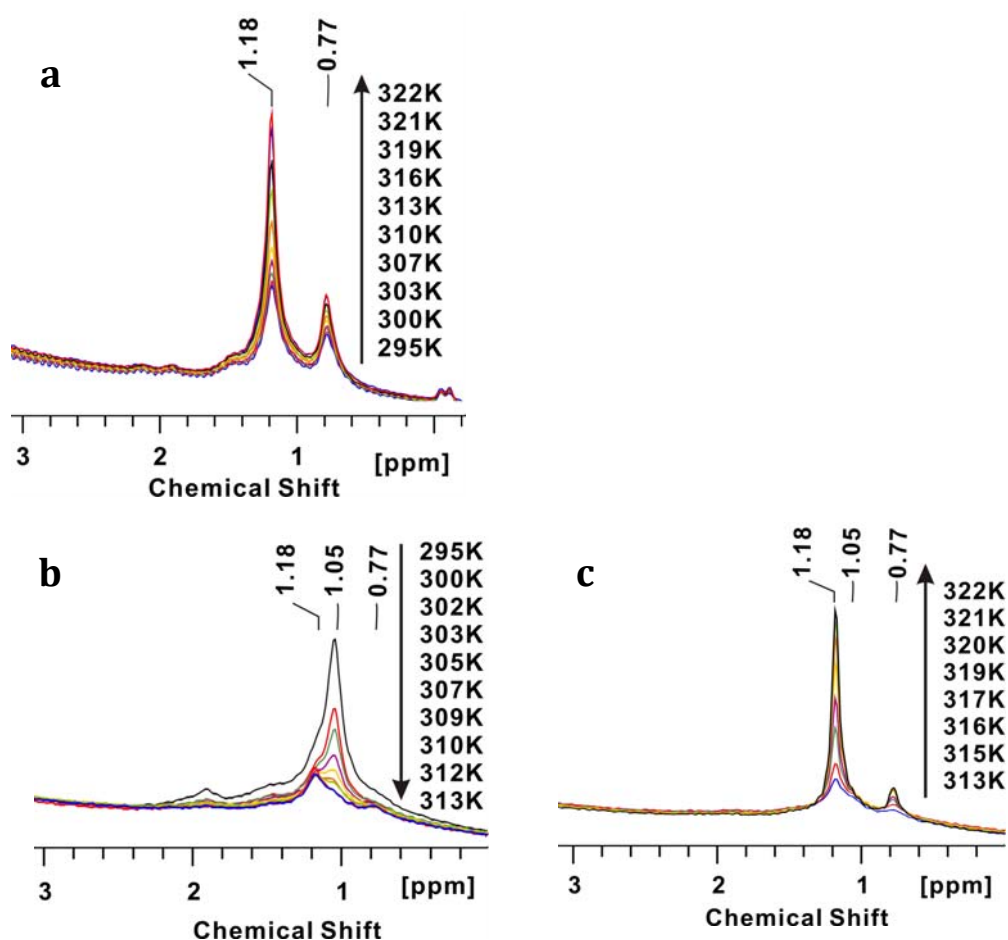 a
1.18
0.77
322K
321K
319K
316K
313K
310K
307K
303K
300K
295K
3 2 1 [ppm]
Chemical Shift
b
1.18
1.05
0.77
295K
300K
302K
303K
305K
307K
309K
310K
312K
313K
3 2 1 [ppm]
Chemical Shift
c
1.18
1.05
0.77
322K
321K
320K
319K
317K
316K
315K
313K
3 2 1 [ppm]
Chemical Shift